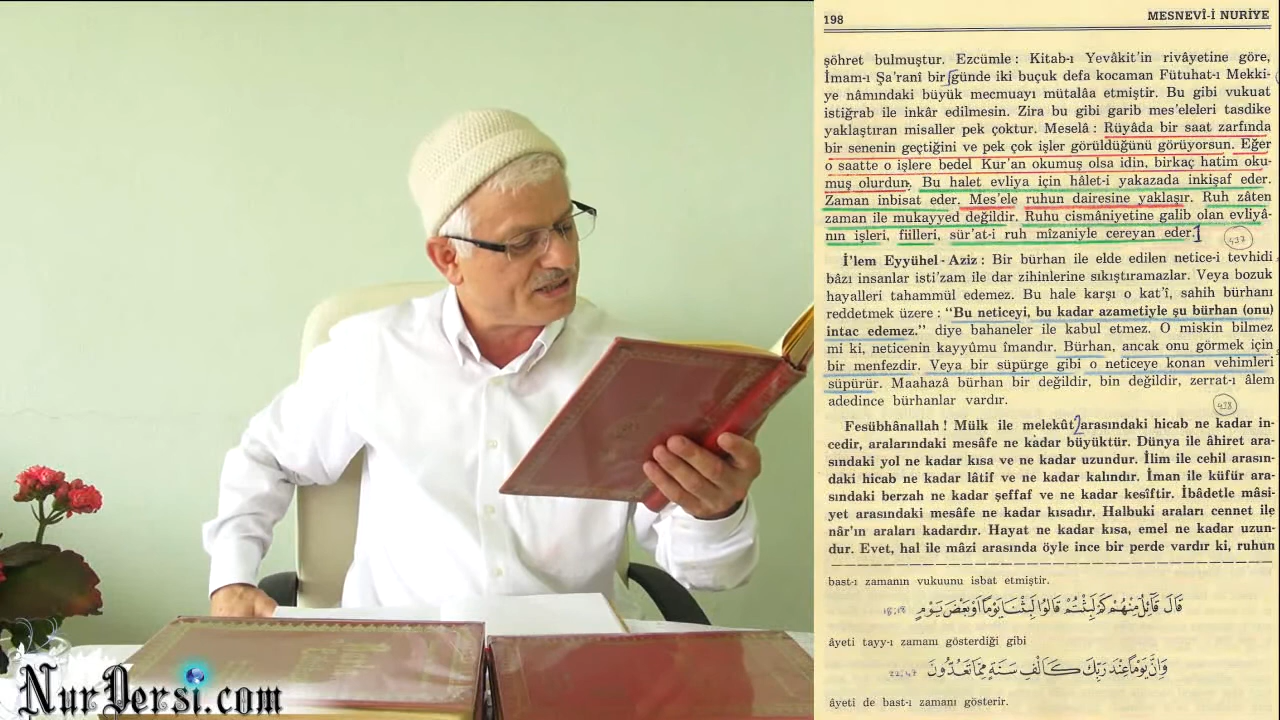 198
MESNEVÎ-İ NURİYE
şöhret bulmuştur. Ezcümle: Kitab-ı Yevâkit'in rivâyetine göre,
İmam-ı Şa'ranî bir günde iki buçuk defa kocaman Fütuhat-ı Mekki-
ye nâmındaki büyük mecmuayı mütalâa etmiştir. Bu gibi vukuat
istiğrab ile inkâr edilmesin. Zira bu gibi garib mes'eleleri tasdike
yaklaştıran misaller pek çoktur. Meselâ: Rüyâda bir saat zarfında
bir senenin geçtiğini ve pek çok işler görüldüğünü görüyorsun. Eğer
o saatte o işlere bedel Kur'an okumuş olsa idin, birkaç hatim oku-
muş olurdun. Bu halet evliya için hâlet-i yakazada inkişaf eder.
Zaman inbisat eder. Mes'ele ruhun dairesine yaklaşır. Ruh zâten
zaman ile mukayyed değildir. Ruhu cismâniyetine galib olan evliyâ-
nın işleri, fiilleri, sür'at-i ruh mîzaniyle cereyan eder.1
437
İ'lem Eyyühel-Aziz: Bir bürhan ile elde edilen netice-i tevhidi
bâzı insanlar isti'zam ile dar zihinlerine sıkıştıramazlar. Veya bozuk
hayalleri tahammül edemez. Bu hale karşı o kat'î, sahih bürhanı
reddetmek üzere: "Bu neticeyi, bu kadar azametiyle şu bürhan (onu)
intac edemez." diye bahaneler ile kabul etmez. O miskin bilmez
mi ki, neticenin kayyûmu îmandır. Bürhan, ancak onu görmek için
bir menfezdir. Veya bir süpürge gibi o neticeye konan vehimleri
süpürür. Maahazâ bürhan bir değildir, bin değildir, zerrat-ı âlem
adedince bürhanlar vardır.
438
Fesübhânallah! Mülk ile melekût2 arasındaki hicab ne kadar in-
cedir, aralarındaki mesâfe ne kadar büyüktür. Dünya ile âhiret ara-
sındaki yol ne kadar kısa ve ne kadar uzundur. İlim ile cehil arasın-
daki hicab ne kadar lâtif ve ne kadar kalındır. İman ile küfür ara-
sındaki berzah ne kadar şeffaf ve ne kadar kesîftir. İbâdetle mâsi-
yet arasındaki mesâfe ne kadar kısadır. Halbuki araları cennet ile
nâr'ın araları kadardır. Hayat ne kadar kısa, emel ne kadar uzun-
dur. Evet, hal ile mâzi arasında öyle ince bir perde vardır ki, ruhun
bast-ı zamanın vukuunu isbat etmiştir.
قَالَ قَآئِلٌ مِنْهُمْ كَمْ لَبِثْتُمْ قَالُوا لَبِثْنَا يَوْمًا اَوْ بَعْضَ يَوْمٍ
18:19
âyeti tayy-ı zamanı gösterdiği gibi
وَاِنَّ يَوْمًا عِنْدَ رَبِّكَ كَاَلْفِ سَنَةٍ مِمَّا تَعُدُّونَ
22:47
âyeti de bast-ı zamanı gösterir.
NurDersi.com